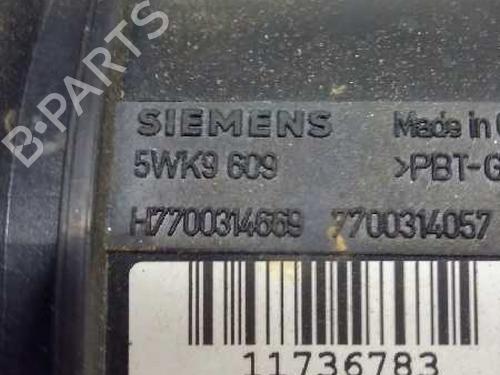 B-PARTS
SIEMENS Made in
5WK9 609 >PBT-G
H7700314669 7700314057
11736783